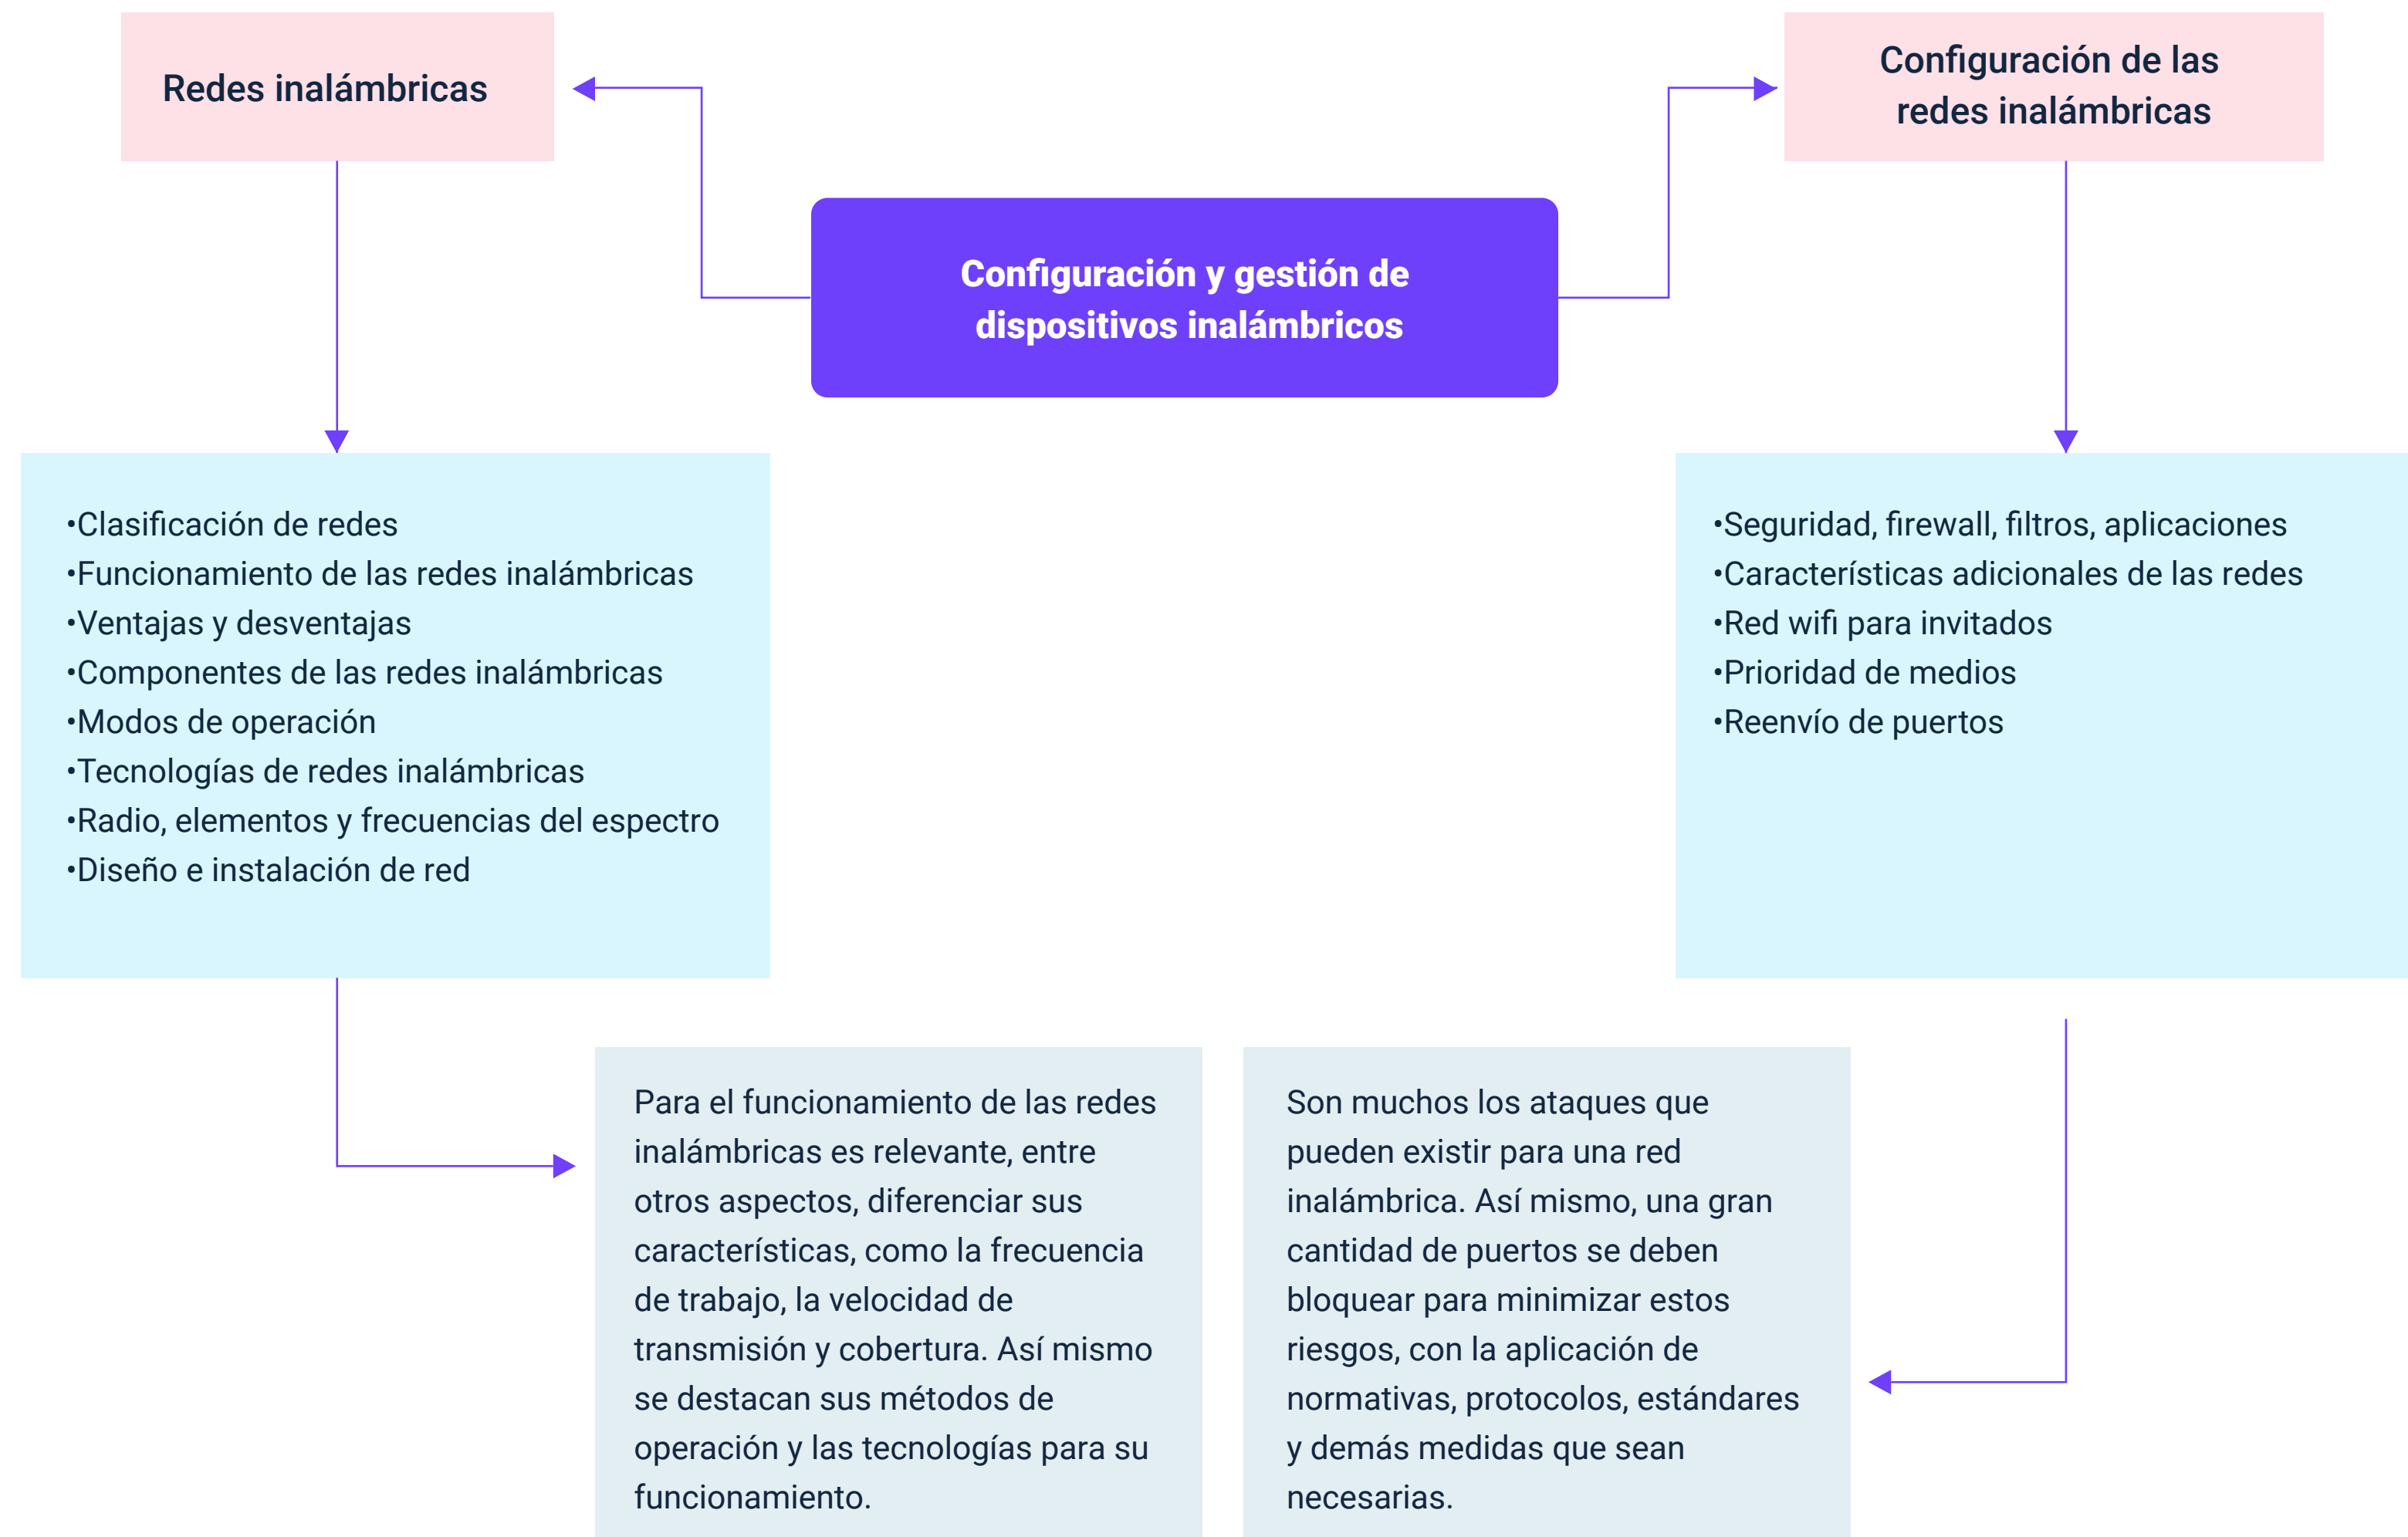 Redes inalámbricas
Configuración de las
redes inalámbricas
Configuración y gestión de
dispositivos inalámbricos
•Clasificación de redes
•Funcionamiento de las redes inalámbricas
•Ventajas y desventajas
•Componentes de las redes inalámbricas
•Modos de operación
•Tecnologías de redes inalámbricas
•Radio, elementos y frecuencias del espectro
•Diseño e instalación de red
•Seguridad, firewall, filtros, aplicaciones
•Características adicionales de las redes
•Red wifi para invitados
•Prioridad de medios
•Reenvío de puertos
Para el funcionamiento de las redes
inalámbricas es relevante, entre
otros aspectos, diferenciar sus
características, como la frecuencia
de trabajo, la velocidad de
transmisión y cobertura. Así mismo
se destacan sus métodos de
operación y las tecnologías para su
funcionamiento.
Son muchos los ataques que
pueden existir para una red
inalámbrica. Así mismo, una gran
cantidad de puertos se deben
bloquear para minimizar estos
riesgos, con la aplicación de
normativas, protocolos, estándares
y demás medidas que sean
necesarias.